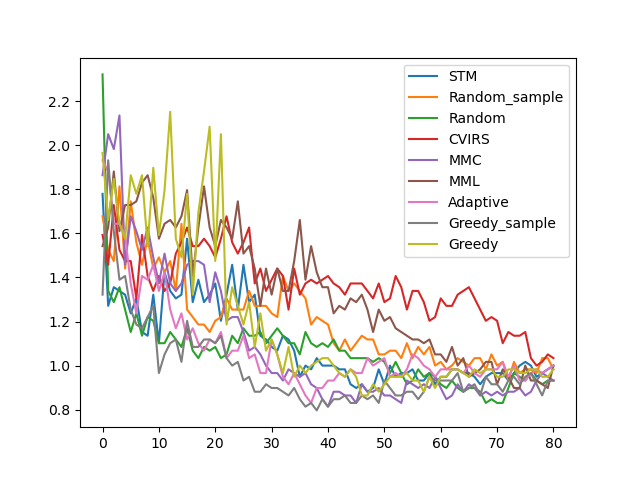 2.2
2.0
1.8
1.6
1.4
1.2
1.0
0.8
0 10 20 30 40 50 60 70 80
STM
Random_sample
Random
CVIRS
MMC
MML
Adaptive
Greedy_sample
Greedy